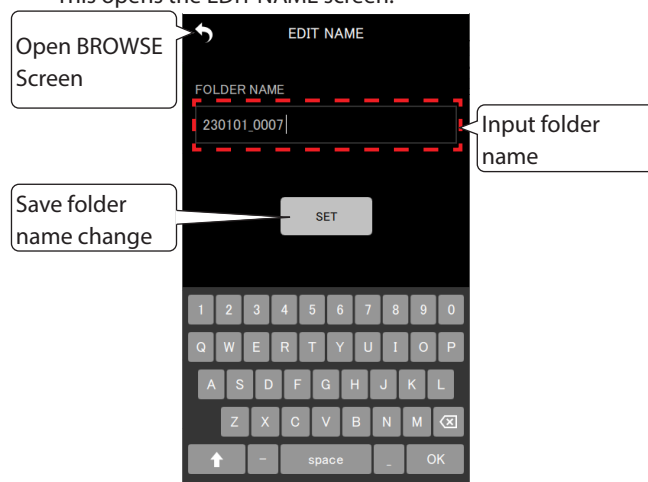 This opens the EDIT NAME screen.
Open BROWSE
Screen
EDIT NAME
FOLDER NAME
230101_0007
Input folder
name
Save folder
name change
SET
1 2 3 4 5 6 7 8 9 0
Q W E R T Y U I O P
A S D F G H J K L
Z X C V B N M
- space _ OK